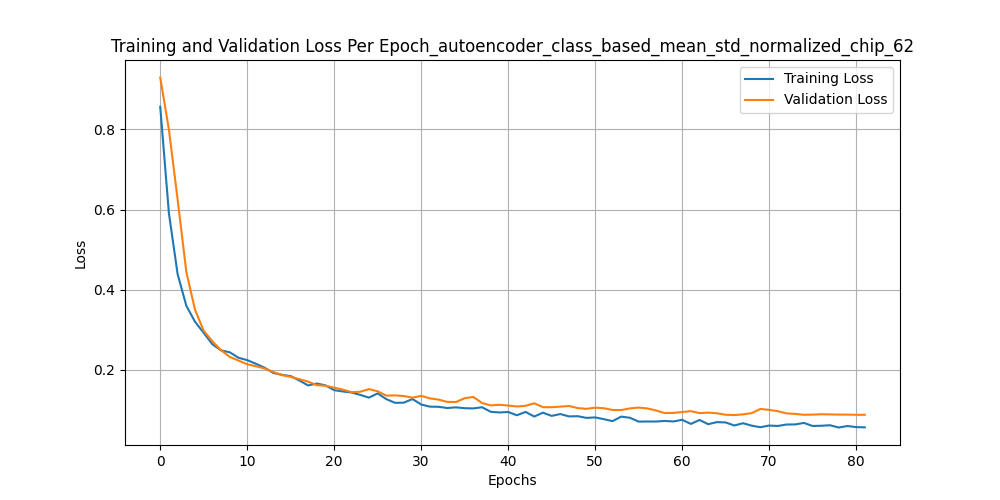 Training and Validation Loss Per Epoch_autoencoder_class_based_mean_std_normalized_chip_62
Training Loss
Validation Loss
Loss
0.8
0.6
0.4
0.2
0 10 20 30 40 50 60 70 80
Epochs